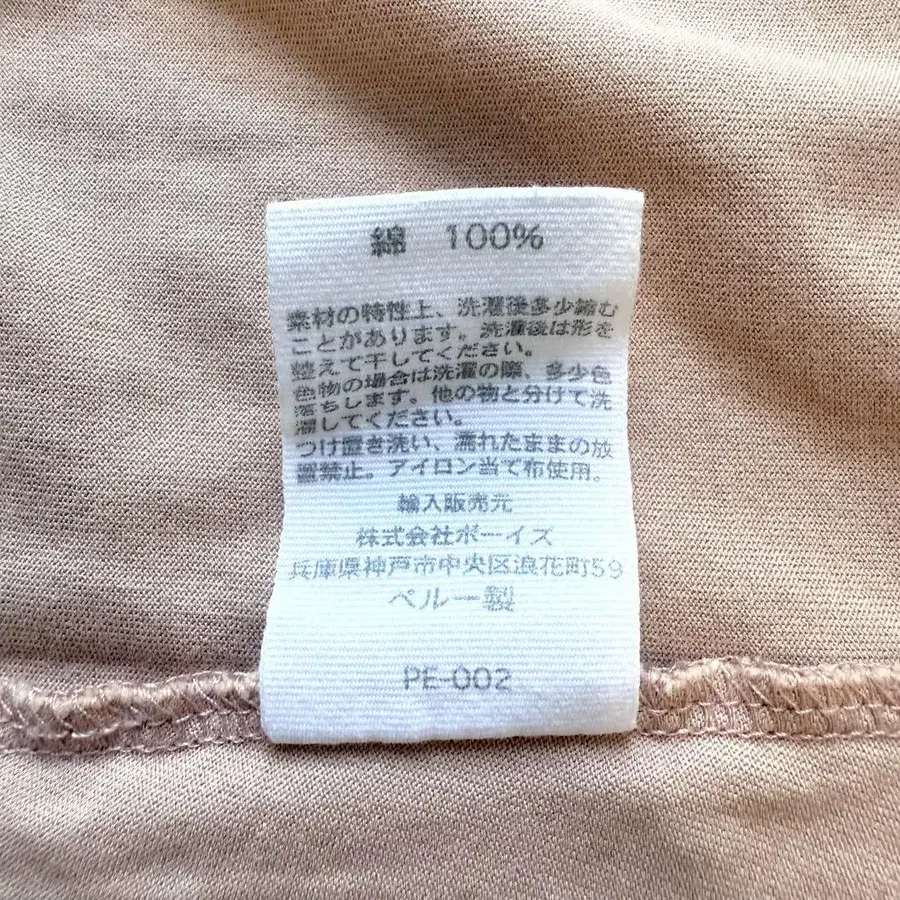 綿 100%
素材の特性上、洗濯後多少縮む
ことがあります。洗濯後は形を
整えて干してください。
色物の場合は洗濯の際、多少色
落ちします。他の物と分けて洗
濯してください。
つけ置き洗い、濡れたままの放
置禁止。アイロン当て布使用。
輸入販売元
株式会社ボーイズ
兵庫県神戸市中央区浪花町59
ペルー製
PE-002